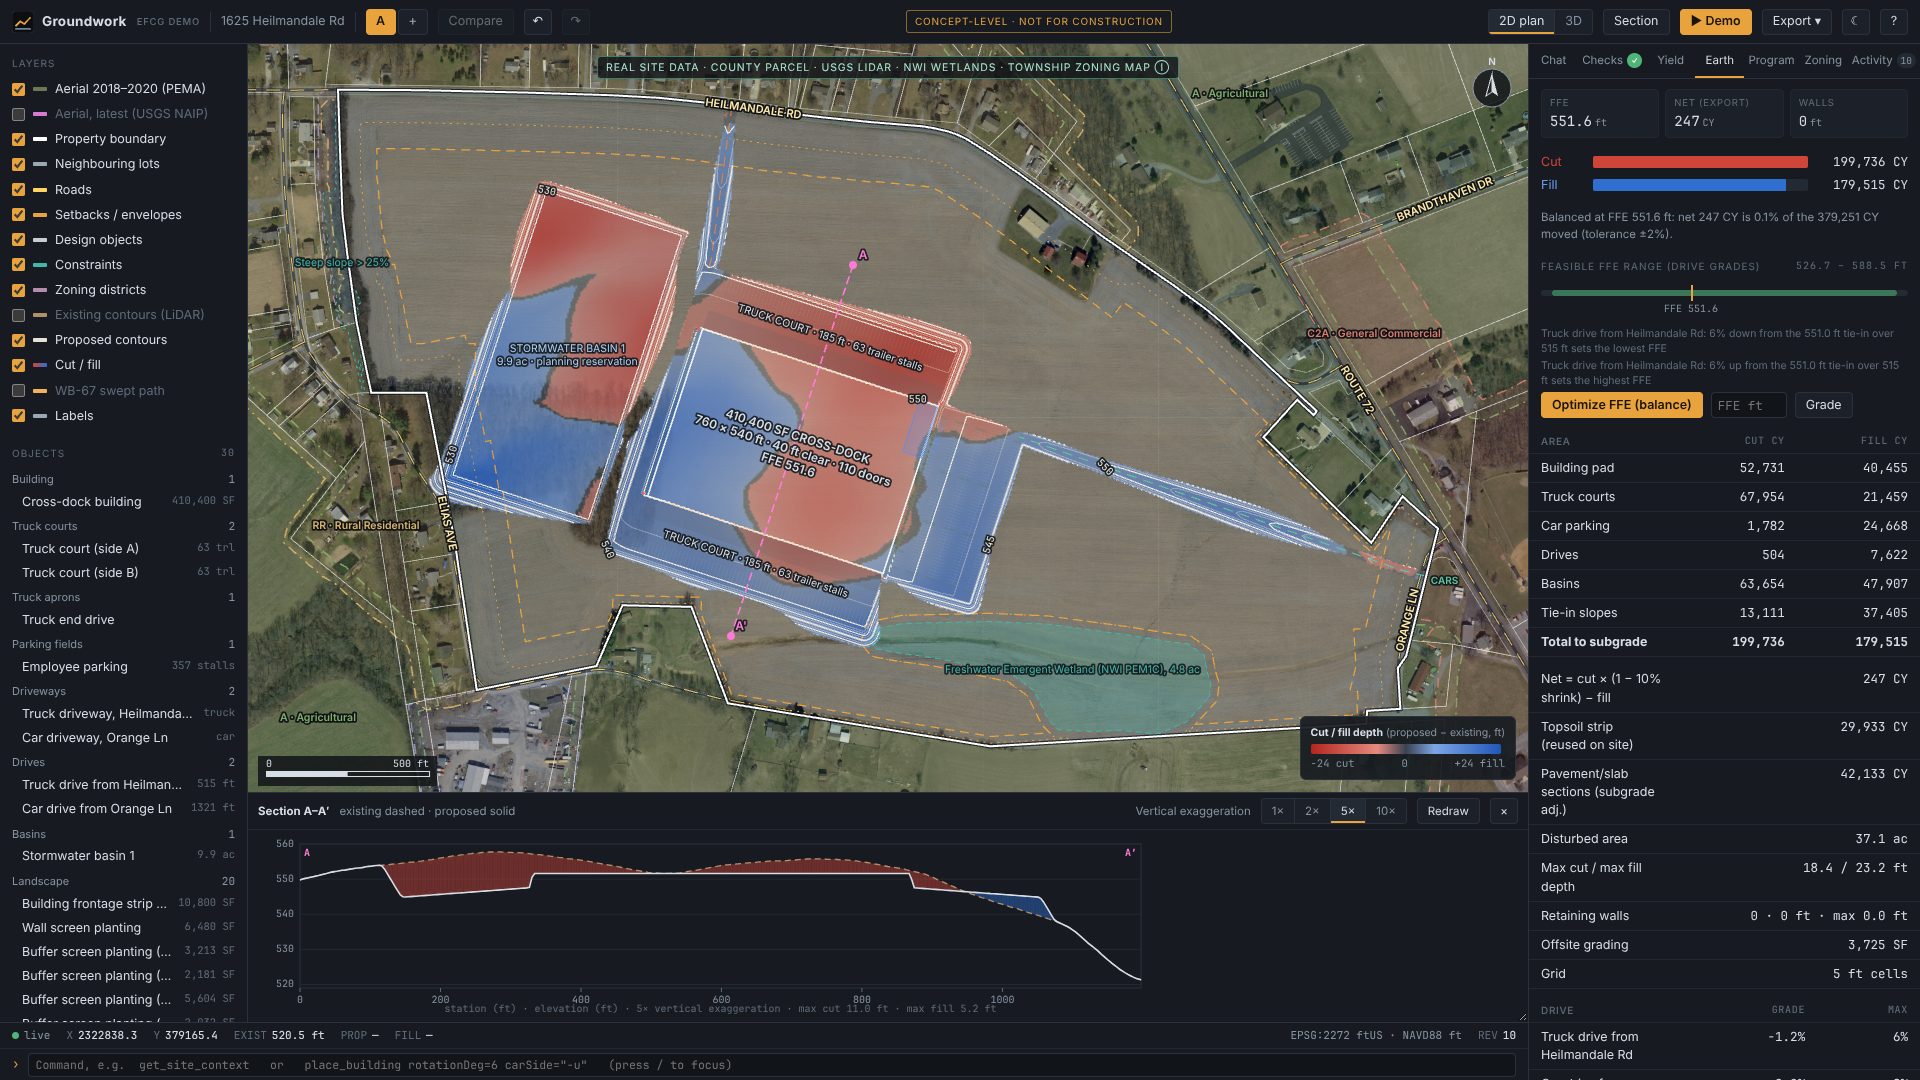 Groundwork EFCG DEMO 1625 Heilmandale Rd A + Compare ↶ ↷
CONCEPT-LEVEL · NOT FOR CONSTRUCTION
2D plan 3D Section ▶ Demo Export ▾ ☾ ?
LAYERS
Aerial 2018–2020 (PEMA)
Aerial, latest (USGS NAIP)
Property boundary
Neighbouring lots
Roads
Setbacks / envelopes
Design objects
Constraints
Zoning districts
Existing contours (LiDAR)
Proposed contours
Cut / fill
WB-67 swept path
Labels
OBJECTS 30
Building 1
Cross-dock building 410,400 SF
Truck courts 2
Truck court (side A) 63 trl
Truck court (side B) 63 trl
Truck aprons 1
Truck end drive
Parking fields 1
Employee parking 357 stalls
Driveways 2
Truck driveway, Heilmanda... truck
Car driveway, Orange Ln car
Drives 2
Truck drive from Heilman... 515 ft
Car drive from Orange Ln 1321 ft
Basins 1
Stormwater basin 1 9.9 ac
Landscape 20
Building frontage strip ... 10,800 SF
Wall screen planting 6,480 SF
Buffer screen planting (... 3,213 SF
Buffer screen planting (... 2,181 SF
Buffer screen planting (... 5,604 SF
REAL SITE DATA · COUNTY PARCEL · USGS LIDAR · NWI WETLANDS · TOWNSHIP ZONING MAP ⓘ
N
HEILMANDALE RD
A · Agricultural
BRANDTHAVEN DR
530
A
Steep slope > 25%
C2A · General Commercial
TRUCK COURT · 185 ft · 63 trailer stalls
STORMWATER BASIN 1
9.9 ac · planning reservation
ROUTE 72
550
410,400 SF CROSS-DOCK
760 × 540 ft · 40 ft clear · 110 doors
FFE 551.6
530
550
ELIAS AVE
RR · Rural Residential
540
TRUCK COURT · 185 ft · 63 trailer stalls
545
CARS
ORANGE LN
A'
Freshwater Emergent Wetland (NWI PEM1C), 4.8 ac
A · Agricultural
0 500 ft
Cut / fill depth (proposed − existing, ft)
-24 cut 0 +24 fill
Section A–A′ existing dashed · proposed solid
Vertical exaggeration 1× 2× 5× 10× Redraw ×
560
550
540
530
520
A A′
0 200 400 600 800 1000
station (ft) · elevation (ft) · 5× vertical exaggeration · max cut 11.0 ft · max fill 5.2 ft
live X 2322838.3 Y 379165.4 EXIST 520.5 ft PROP — FILL —
EPSG:2272 ftUS · NAVD88 ft REV 10
› Command, e.g. get_site_context or place_building rotationDeg=6 carSide="-u" (press / to focus)
Chat Checks Yield Earth Program Zoning Activity 10
FFE
551.6 ft
NET (EXPORT)
247 CY
WALLS
0 ft
Cut 199,736 CY
Fill 179,515 CY
Balanced at FFE 551.6 ft: net 247 CY is 0.1% of the 379,251 CY
moved (tolerance ±2%).
FEASIBLE FFE RANGE (DRIVE GRADES) 526.7 – 588.5 FT
FFE 551.6
Truck drive from Heilmandale Rd: 6% down from the 551.0 ft tie-in over
515 ft sets the lowest FFE
Truck drive from Heilmandale Rd: 6% up from the 551.0 ft tie-in over 515
ft sets the highest FFE
Optimize FFE (balance) FFE ft Grade
AREA CUT CY FILL CY
Building pad 52,731 40,455
Truck courts 67,954 21,459
Car parking 1,782 24,668
Drives 504 7,622
Basins 63,654 47,907
Tie-in slopes 13,111 37,405
Total to subgrade 199,736 179,515
Net = cut × (1 − 10%
shrink) − fill 247 CY
Topsoil strip
(reused on site) 29,933 CY
Pavement/slab
sections (subgrade
adj.) 42,133 CY
Disturbed area 37.1 ac
Max cut / max fill
depth 18.4 / 23.2 ft
Retaining walls 0 · 0 ft · max 0.0 ft
Offsite grading 3,725 SF
Grid 5 ft cells
DRIVE GRADE MAX
Truck drive from
Heilmandale Rd -1.2% 6%